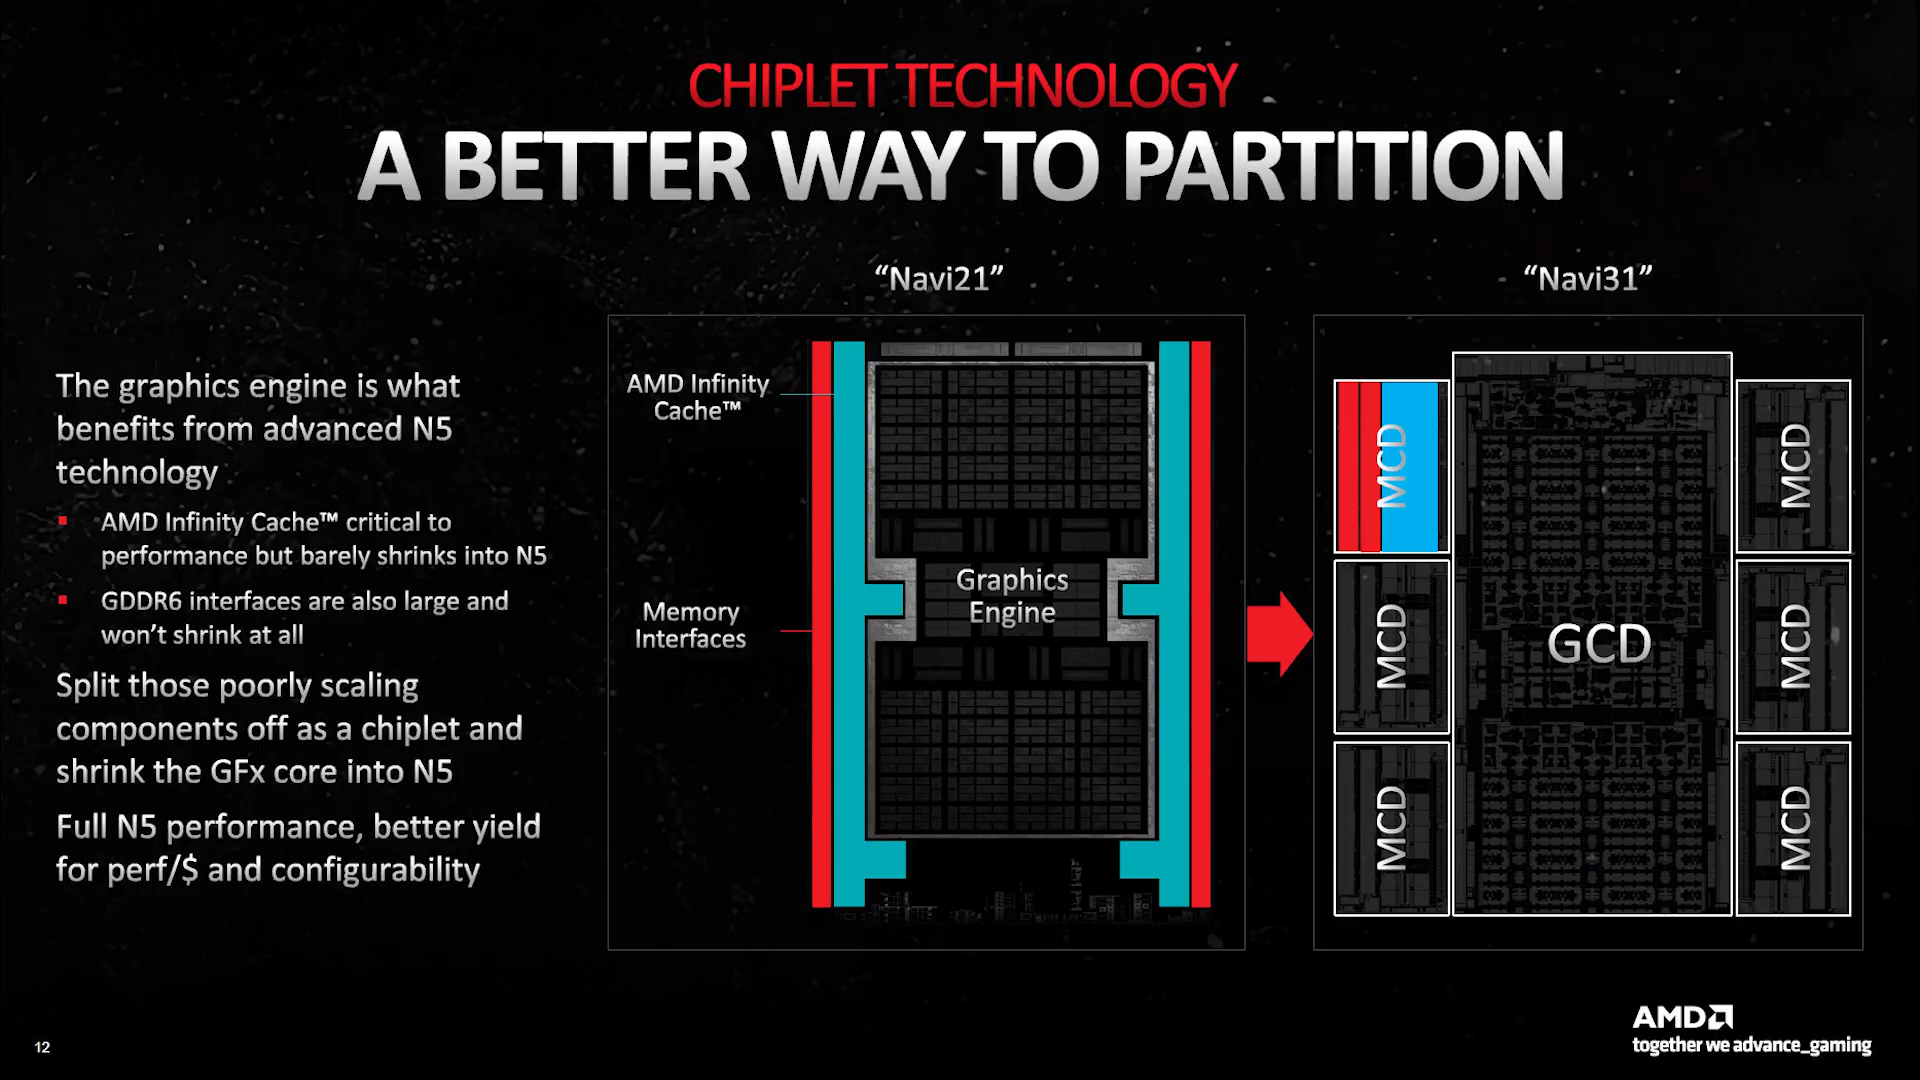 CHIPLET TECHNOLOGY
A BETTER WAY TO PARTITION
The graphics engine is what
benefits from advanced N5
technology
AMD Infinity Cache™ critical to
performance but barely shrinks into N5
GDDR6 interfaces are also large and
won't shrink at all
Split those poorly scaling
components off as a chiplet and
shrink the GFx core into N5
Full N5 performance, better yield
for perf/$ and configurability
“Navi21”
AMD Infinity
Cache™
Memory
Interfaces
Graphics
Engine
“Navi31”
MCD
MCD
MCD
GCD
MCD
MCD
MCD
12
AMD
together we advance_gaming